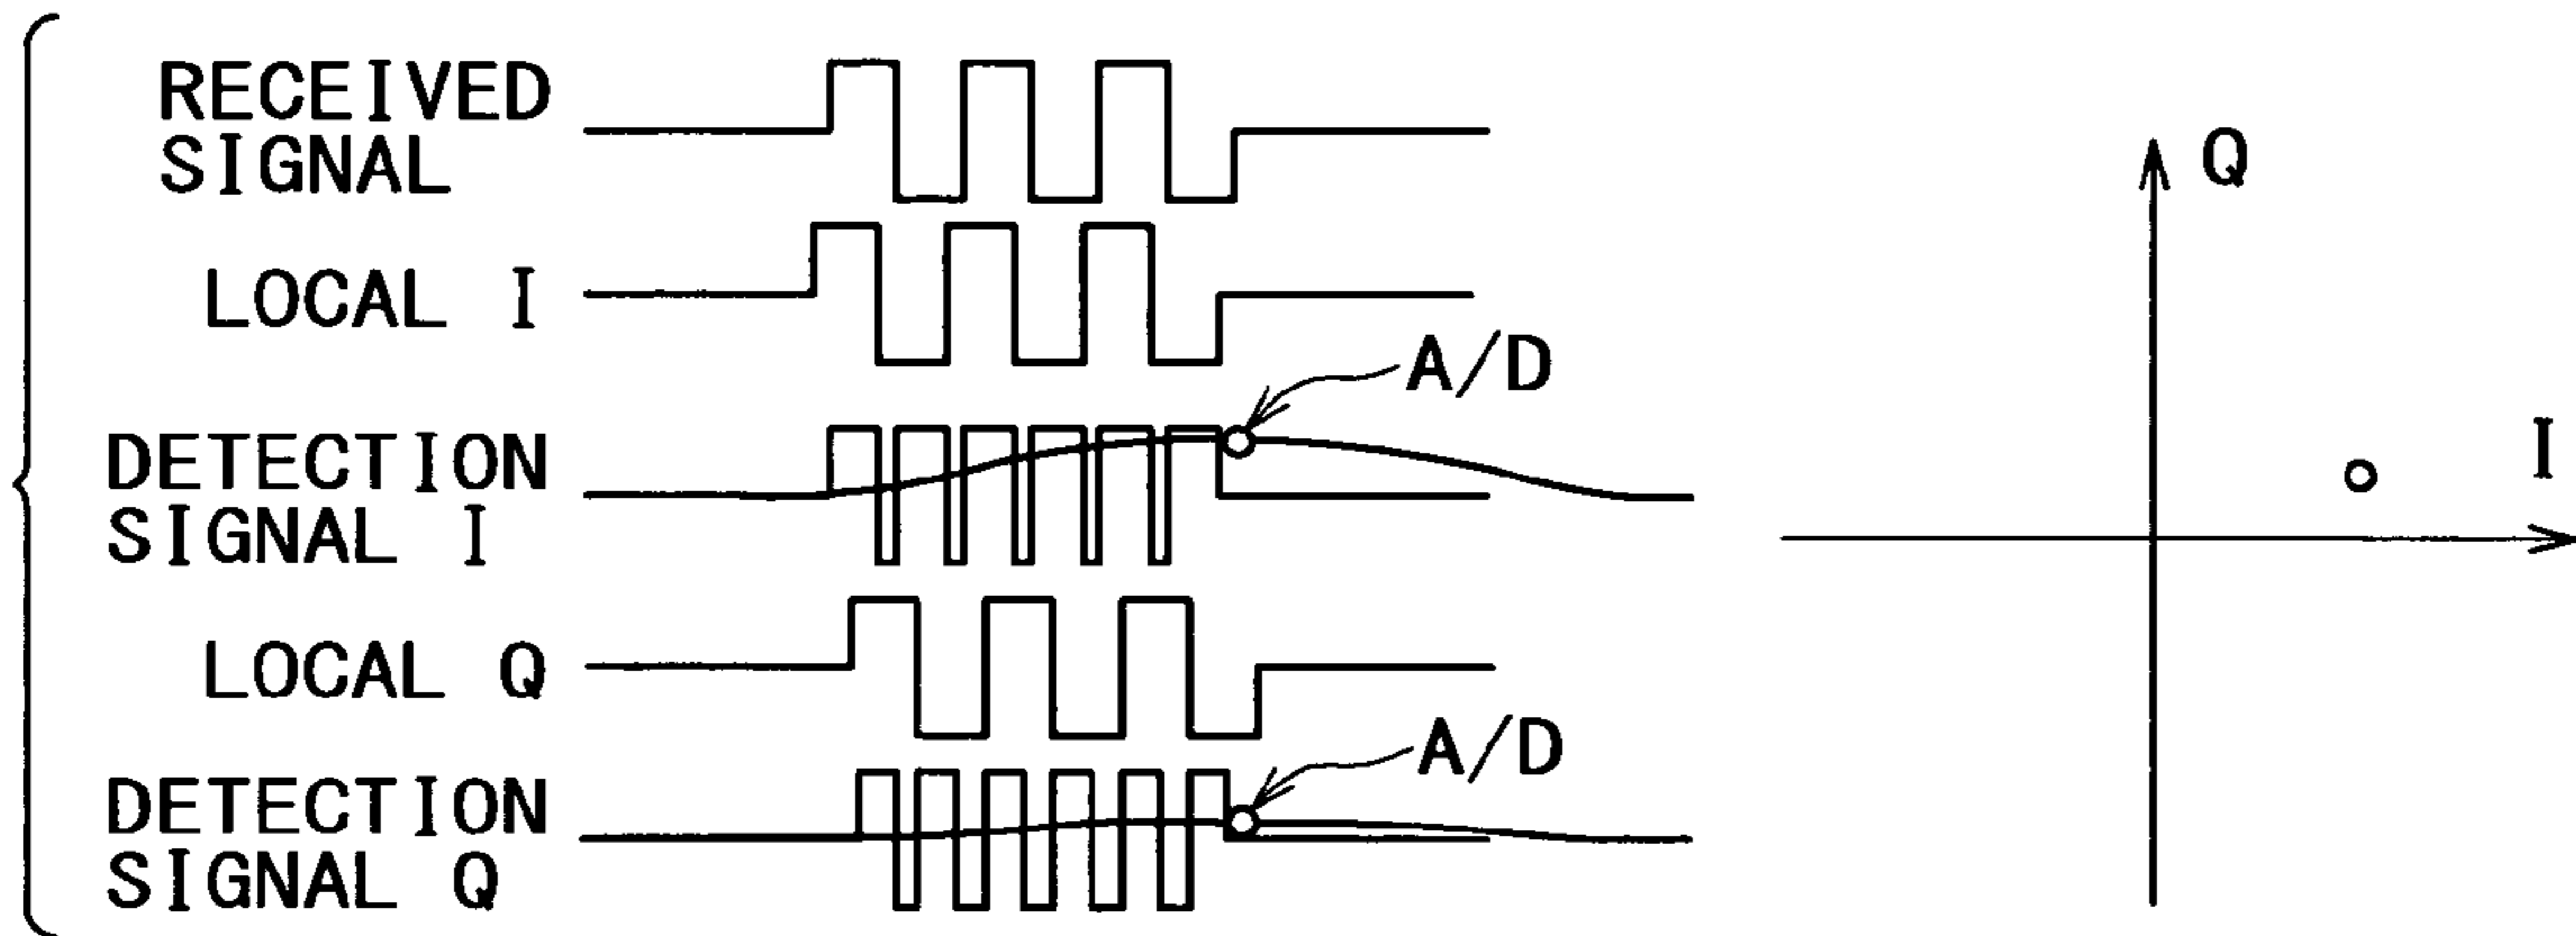 RECEIVED
SIGNAL
LOCAL I
A/D
DETECTION
SIGNAL I
LOCAL Q
A/D
DETECTION
SIGNAL Q
Q
I